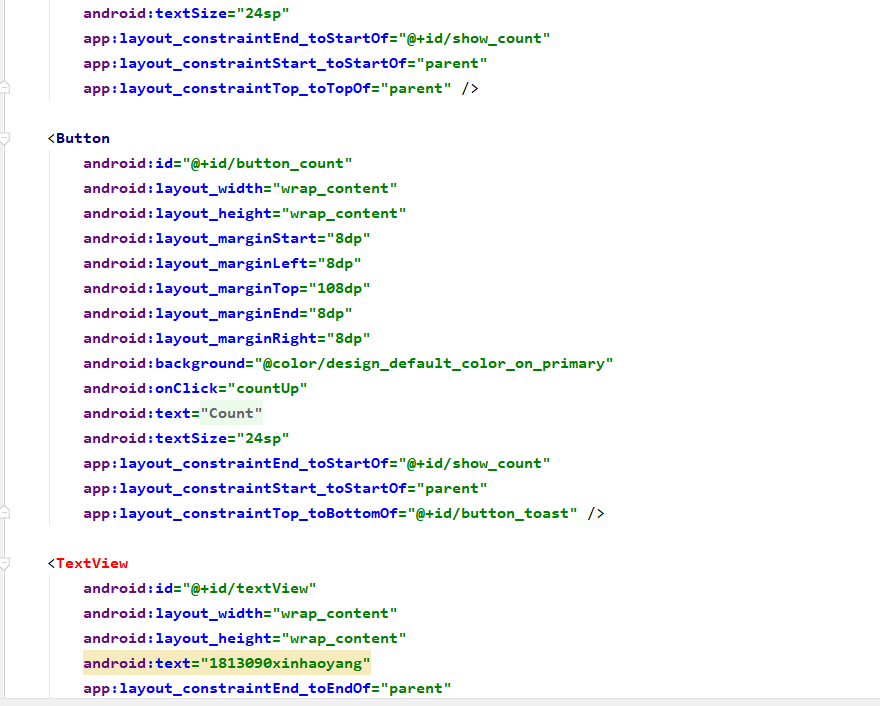 android:textSize="24sp"
app:layout_constraintEnd_toStartOf="@+id/show_count"
app:layout_constraintStart_toStartOf="parent"
app:layout_constraintTop_toTopOf="parent" />
<Button
android:id="@+id/button_count"
android:layout_width="wrap_content"
android:layout_height="wrap_content"
android:layout_marginStart="8dp"
android:layout_marginLeft="8dp"
android:layout_marginTop="108dp"
android:layout_marginEnd="8dp"
android:layout_marginRight="8dp"
android:background="@color/design_default_color_on_primary"
android:onClick="countUp"
android:text="Count"
android:textSize="24sp"
app:layout_constraintEnd_toStartOf="@+id/show_count"
app:layout_constraintStart_toStartOf="parent"
app:layout_constraintTop_toBottomOf="@+id/button_toast" />
<TextView
android:id="@+id/textView"
android:layout_width="wrap_content"
android:layout_height="wrap_content"
android:text="1813090xinhaoyang"
app:layout_constraintEnd_toEndOf="parent"